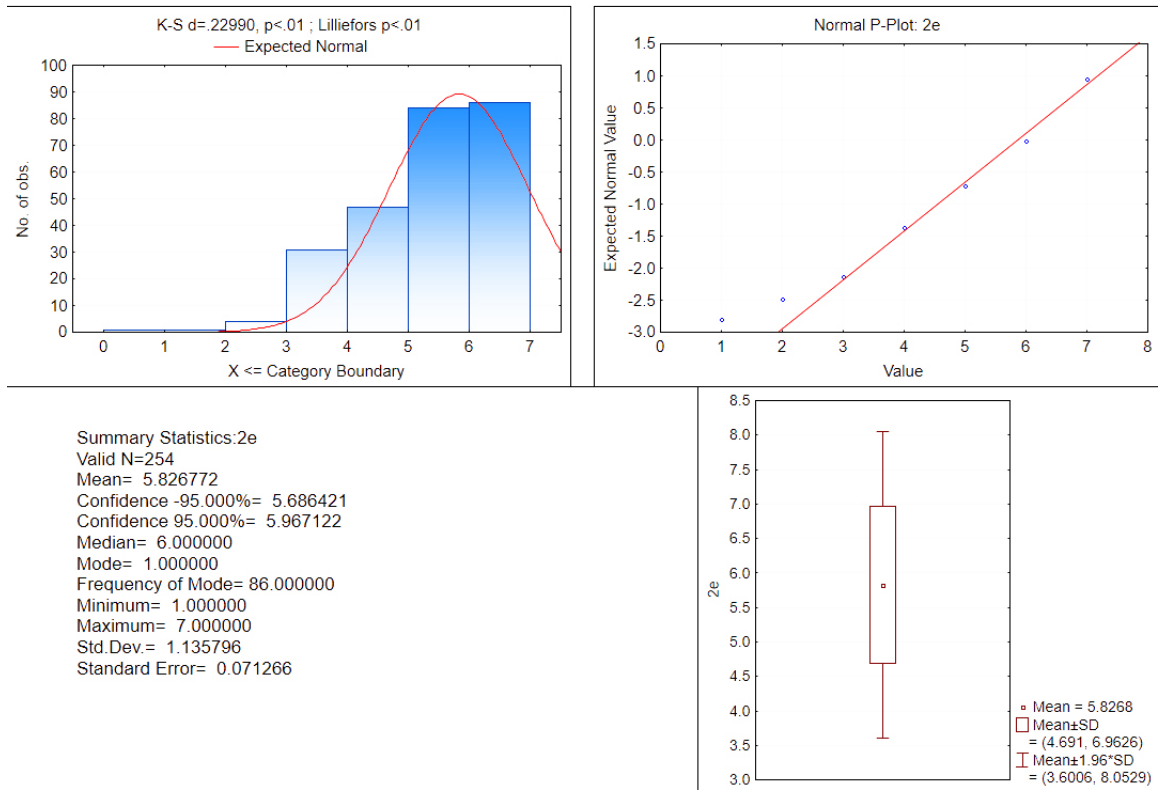 K-S d=.22990, p<.01 ; Lilliefors p<.01
Expected Normal
100
90
80
70
60
50
40
30
20
10
0
No. of obs.
0 1 2 3 4 5 6 7
X <= Category Boundary
Normal P-Plot: 2e
1.5
1.0
0.5
0.0
-0.5
-1.0
-1.5
-2.0
-2.5
-3.0
Expected Normal Value
0 1 2 3 4 5 6 7 8
Value
Summary Statistics:2e
Valid N=254
Mean= 5.826772
Confidence -95.000%= 5.686421
Confidence 95.000%= 5.967122
Median= 6.000000
Mode= 1.000000
Frequency of Mode= 86.000000
Minimum= 1.000000
Maximum= 7.000000
Std.Dev.= 1.135796
Standard Error= 0.071266
8.5
8.0
7.5
7.0
6.5
6.0
5.5
5.0
4.5
4.0
3.5
3.0
2e
Mean = 5.8268
Mean±SD
= (4.691, 6.9626)
Mean±1.96*SD
= (3.6006, 8.0529)